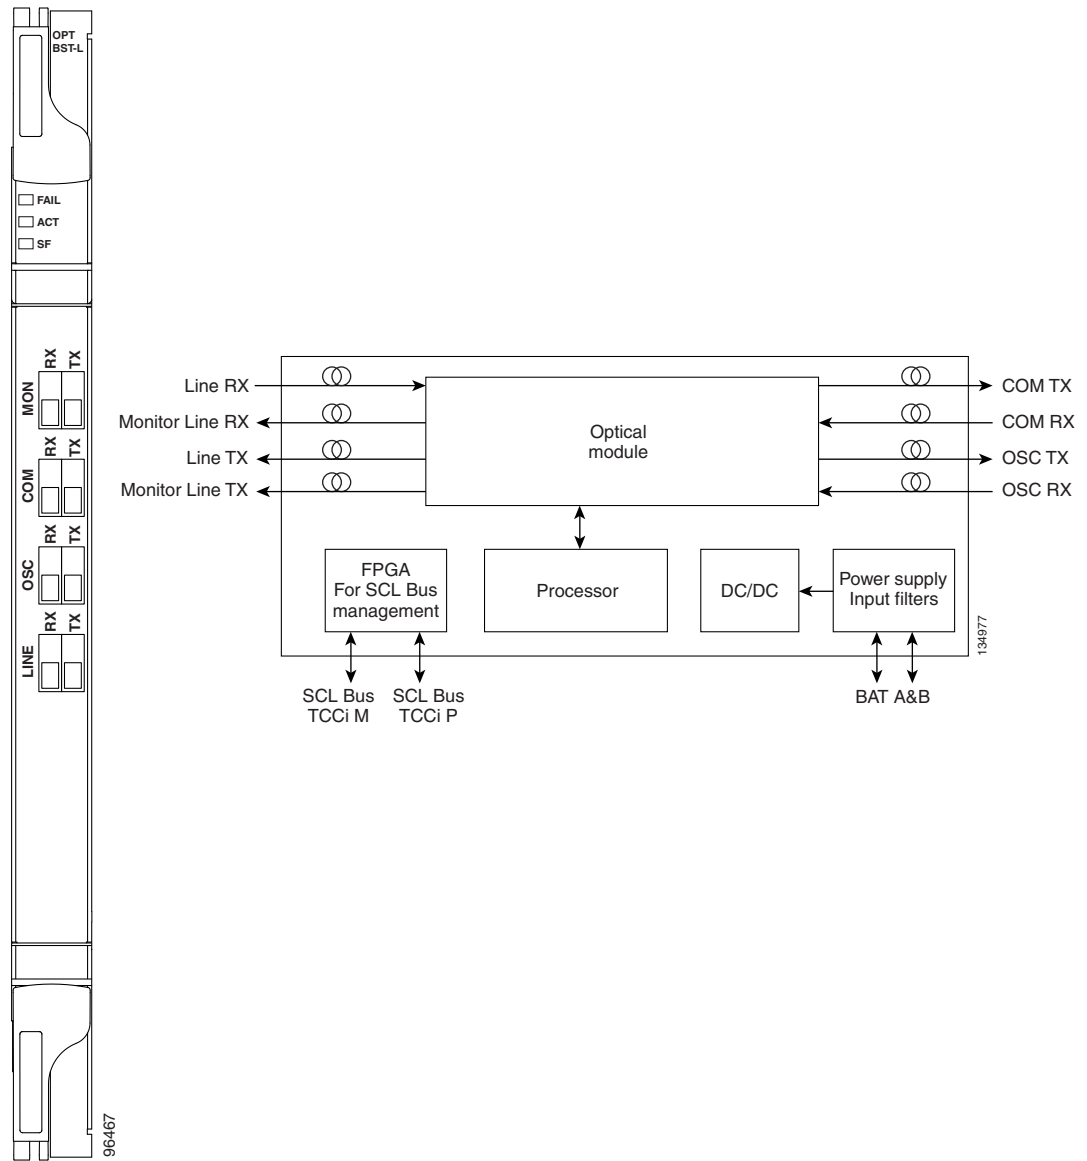 OPT
BST-L
FAIL
ACT
SF
RX
TX
MON
RX
TX
COM
RX
TX
OSC
RX
TX
LINE
96467
Line RX
Monitor Line RX
Line TX
Monitor Line TX
Optical
module
COM TX
COM RX
OSC TX
OSC RX
FPGA
For SCL Bus
management
Processor
DC/DC
Power supply
Input filters
134977
SCL Bus
TCCi M
SCL Bus
TCCi P
BAT A&B